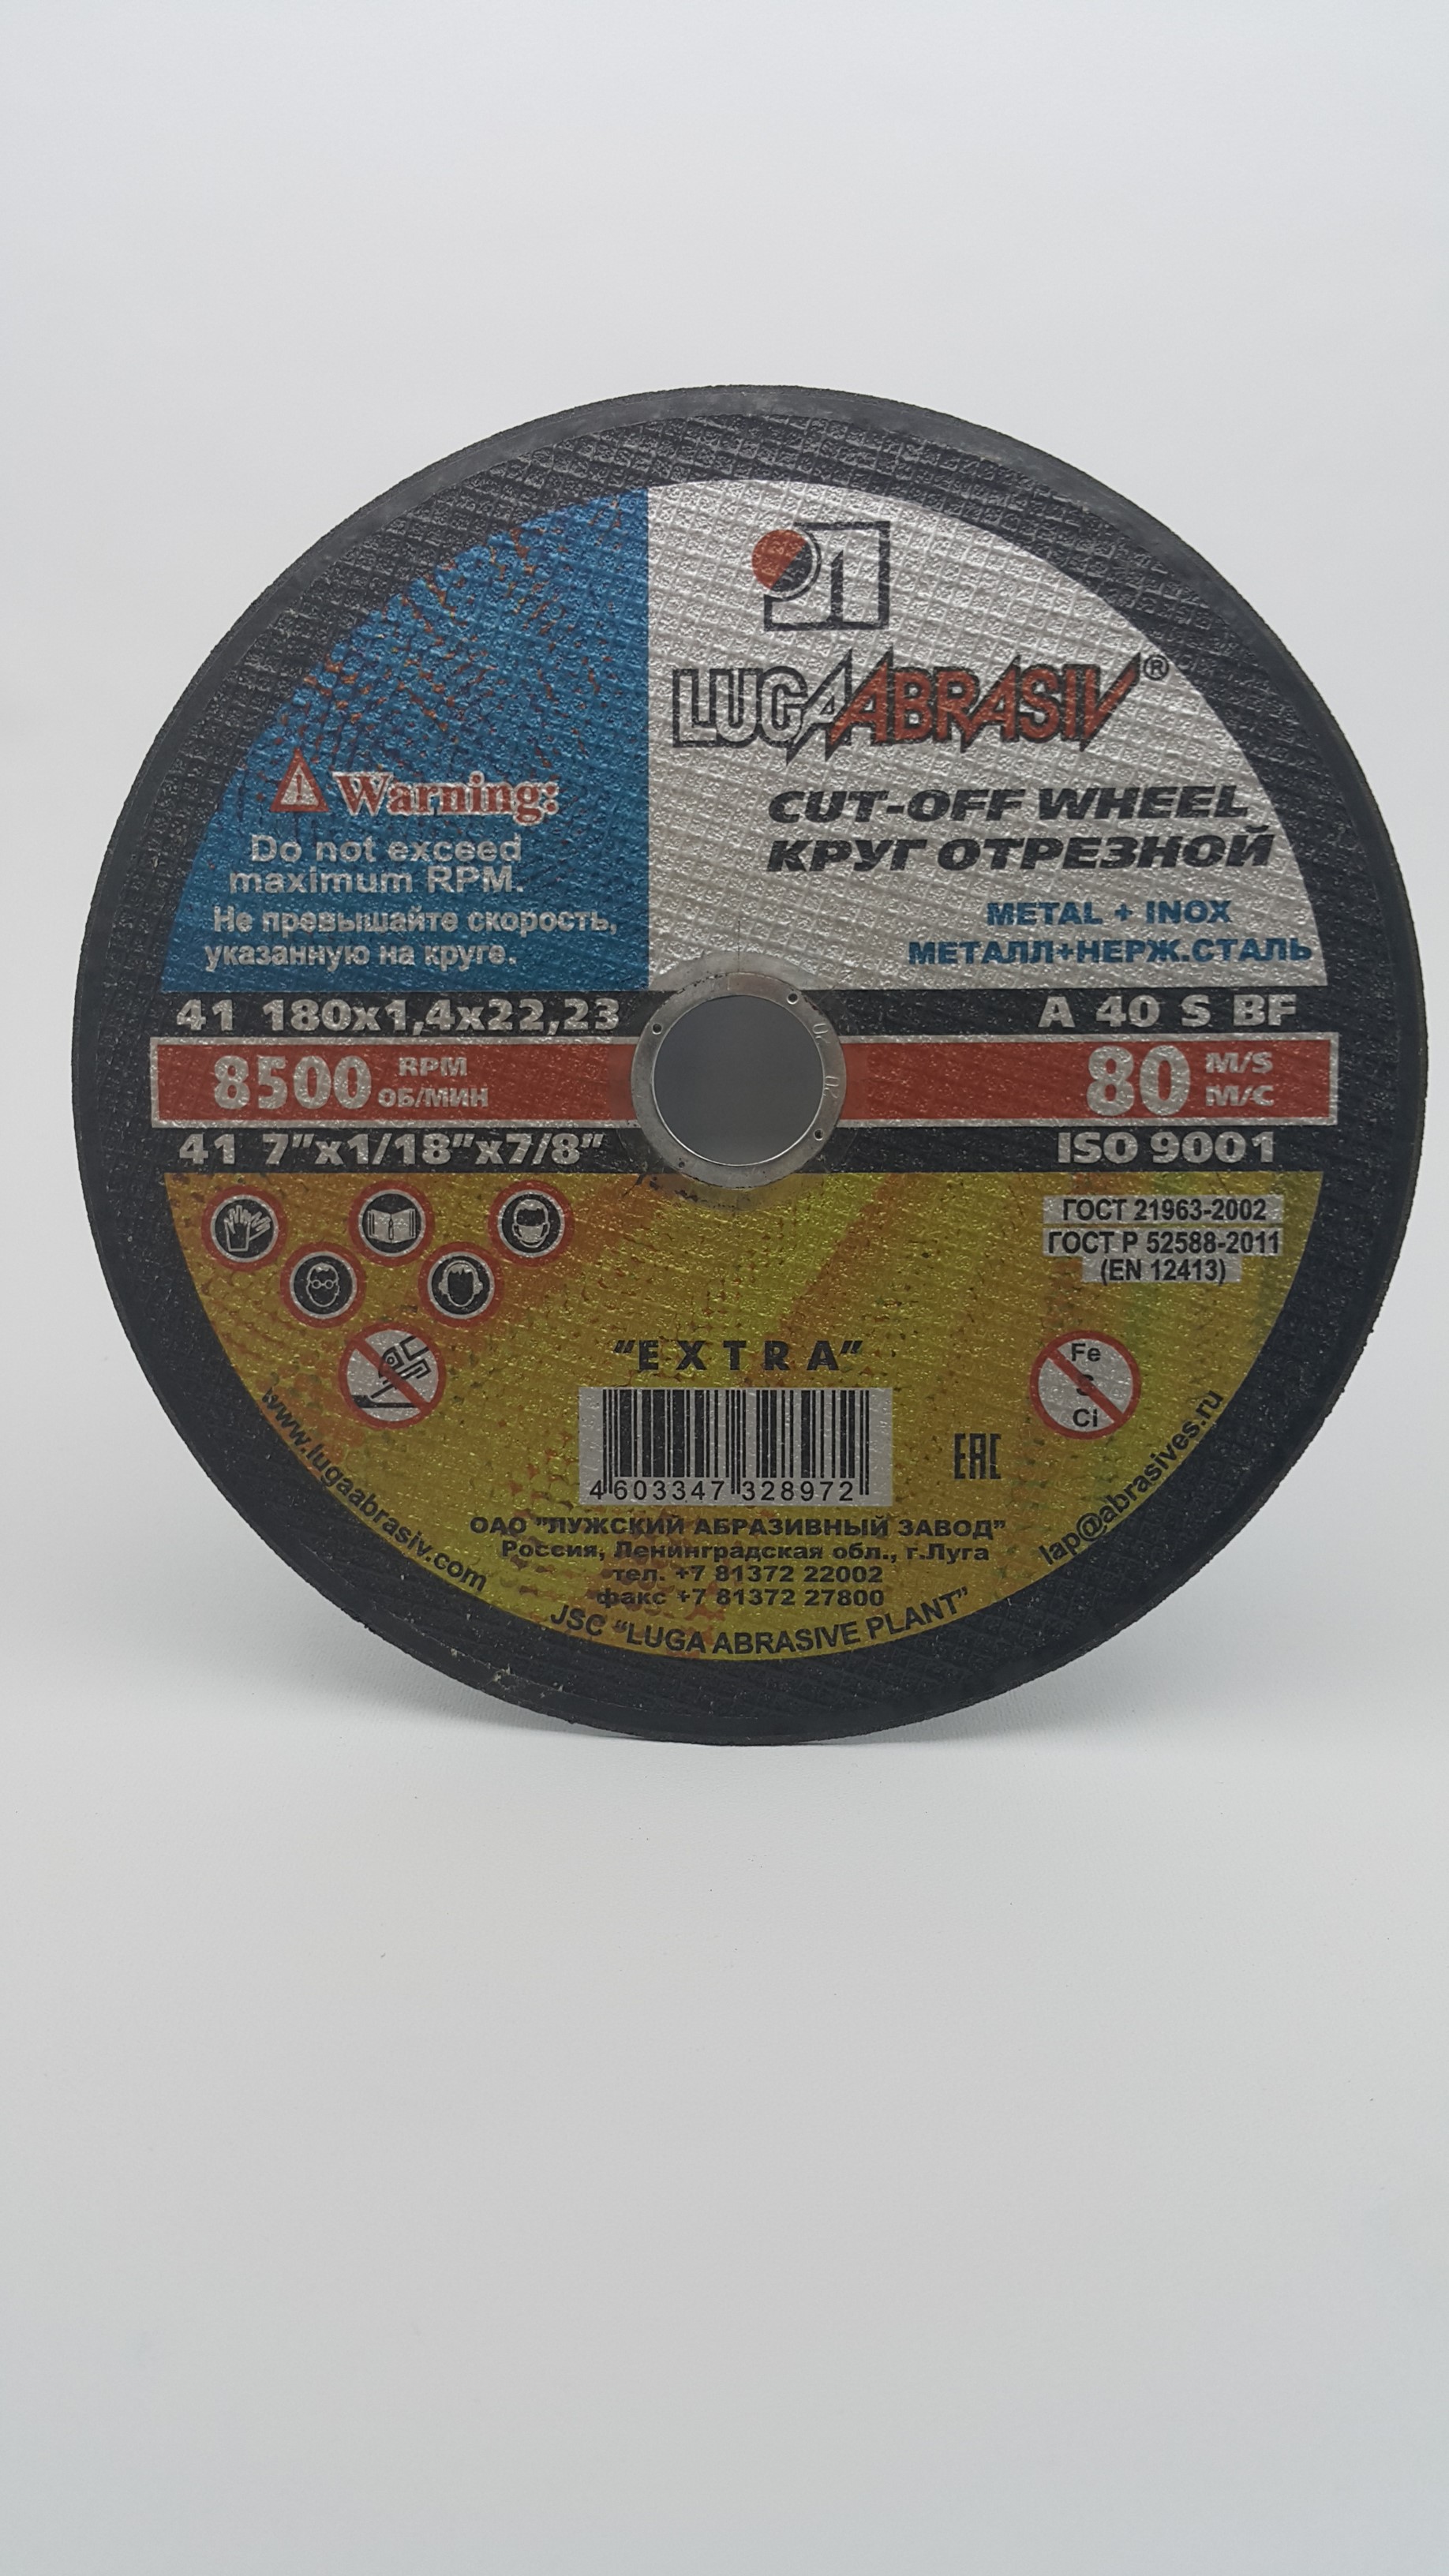 LUGAABRASIV®
CUT-OFF WHEEL
КРУГ ОТРЕЗНОЙ
METAL + INOX
МЕТАЛЛ+НЕРЖ.СТАЛЬ
Warning:
Do not exceed
maximum RPM.
Не превышайте скорость,
указанную на круге.
41 180x1,4x22,23
A 40 S BF
8500 RPM
ОБ/МИН
80 M/S
М/С
41 7"x1/18"x7/8"
ISO 9001
ГОСТ 21963-2002
ГОСТ Р 52588-2011
(EN 12413)
"EXTRA"
Fe
S
Cl
4 603347 328972
EAC
ОАО "ЛУЖСКИЙ АБРАЗИВНЫЙ ЗАВОД"
Россия, Ленинградская обл., г.Луга
тел. +7 81372 22002
факс +7 81372 27800
JSC "LUGA ABRASIVE PLANT"
www.lugaabrasiv.com
lap@abrasives.ru